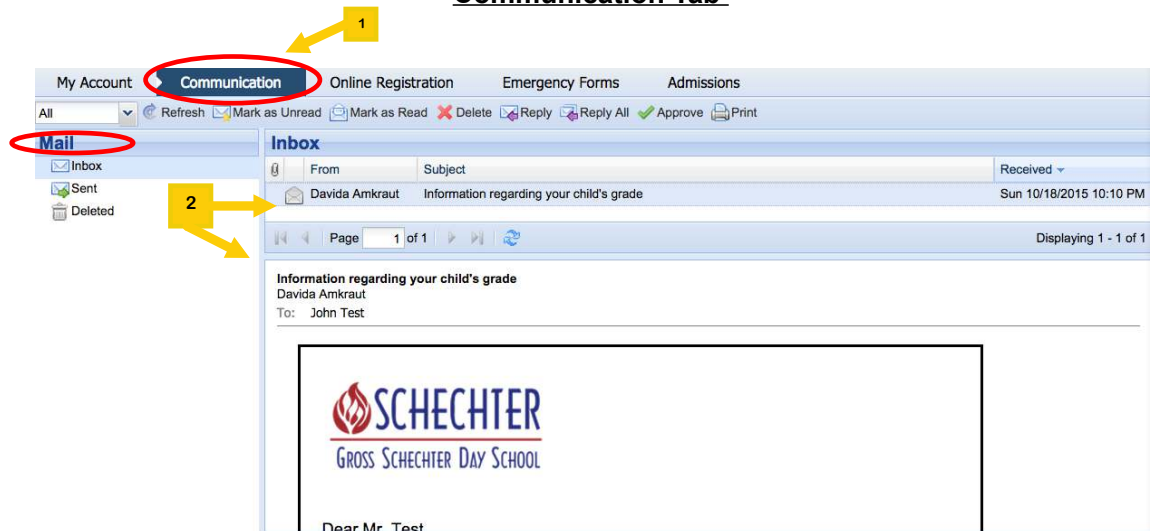 Communication Tab
1
My Account Communication Online Registration Emergency Forms Admissions
All Refresh Mark as Unread Mark as Read Delete Reply Reply All Approve Print
Mail
Inbox
Sent
Deleted
2
Inbox
From Subject Received
Davida Amkraut Information regarding your child's grade Sun 10/18/2015 10:10 PM
Page 1 of 1 Displaying 1 - 1 of 1
Information regarding your child's grade
Davida Amkraut
To: John Test
SCHECHTER
GROSS SCHECHTER DAY SCHOOL
Dear Mr. Test